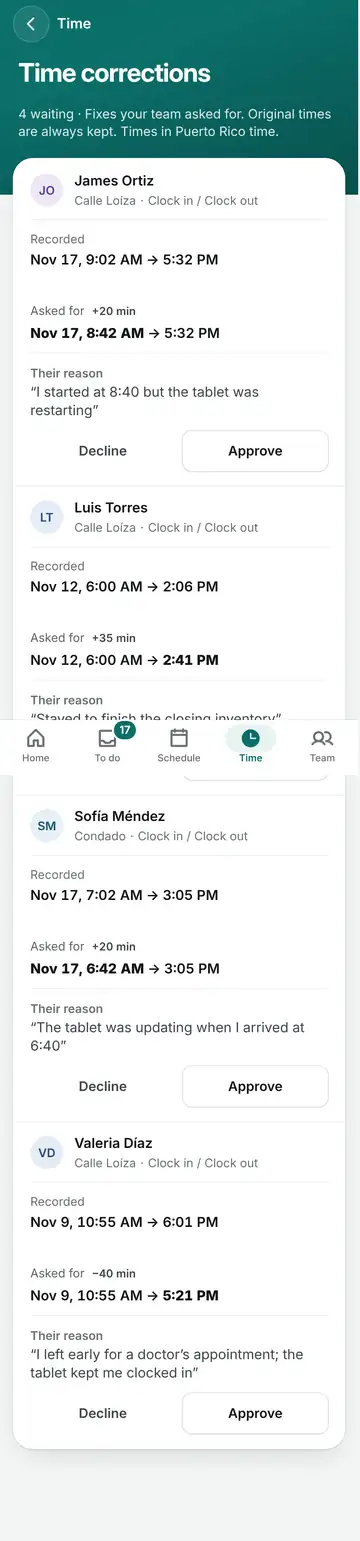 Time
Time corrections
4 waiting · Fixes your team asked for. Original times
are always kept. Times in Puerto Rico time.
JO
James Ortiz
Calle Loíza · Clock in / Clock out
Recorded
Nov 17, 9:02 AM → 5:32 PM
Asked for +20 min
Nov 17, 8:42 AM → 5:32 PM
Their reason
“I started at 8:40 but the tablet was
restarting”
Decline
Approve
LT
Luis Torres
Calle Loíza · Clock in / Clock out
Recorded
Nov 12, 6:00 AM → 2:06 PM
Asked for +35 min
Nov 12, 6:00 AM → 2:41 PM
Their reason
“Stayed to finish the closing inventory”
17
Home
To do
Schedule
Time
Team
SM
Sofía Méndez
Condado · Clock in / Clock out
Recorded
Nov 17, 7:02 AM → 3:05 PM
Asked for +20 min
Nov 17, 6:42 AM → 3:05 PM
Their reason
“The tablet was updating when I arrived at
6:40”
Decline
Approve
VD
Valeria Díaz
Calle Loíza · Clock in / Clock out
Recorded
Nov 9, 10:55 AM → 6:01 PM
Asked for −40 min
Nov 9, 10:55 AM → 5:21 PM
Their reason
“I left early for a doctor’s appointment; the
tablet kept me clocked in”
Decline
Approve